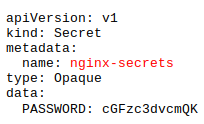 apiVersion: v1
kind: Secret
metadata:
  name: nginx-secrets
type: Opaque
data:
  PASSWORD: cGFzc3dvcmQK